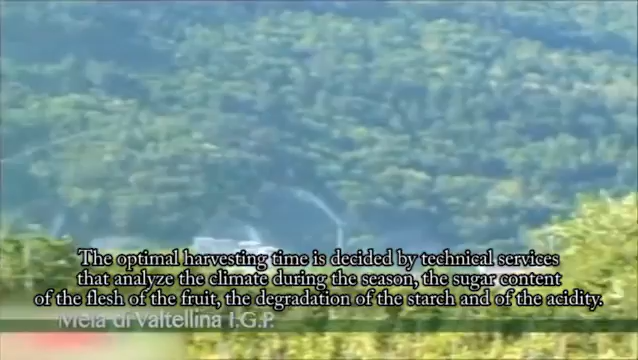 The optimal harvesting time is decided by technical services
that analyze the climate during the season, the sugar content
of the flesh of the fruit, the degradation of the starch and of the acidity.
Mela di Valtellina I.G.P.